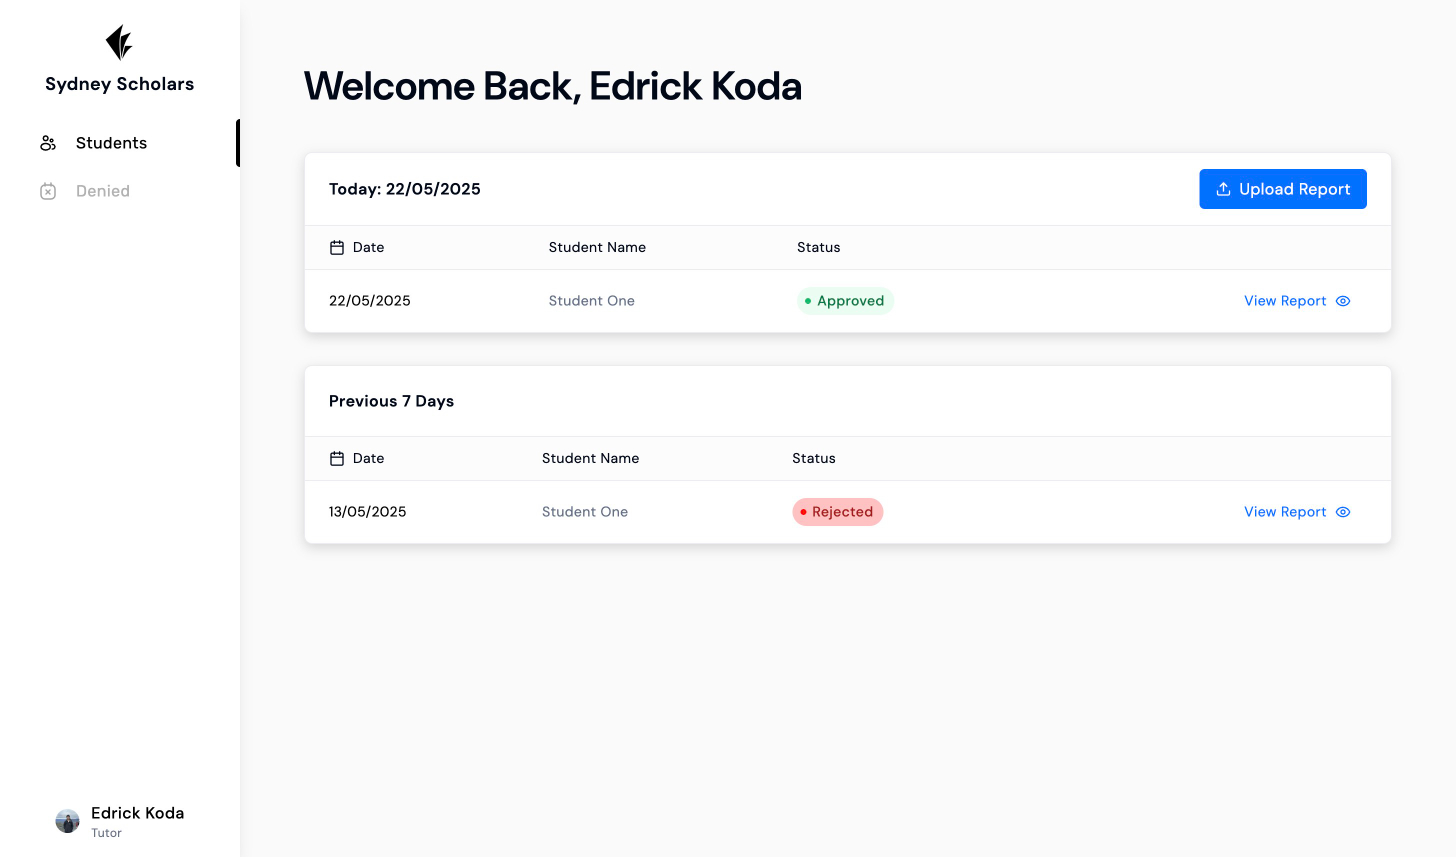 Sydney Scholars
Students
Denied
Edrick Koda
Tutor
Welcome Back, Edrick Koda
Today: 22/05/2025
Upload Report
Date Student Name Status
22/05/2025 Student One Approved View Report
Previous 7 Days
Date Student Name Status
13/05/2025 Student One Rejected View Report